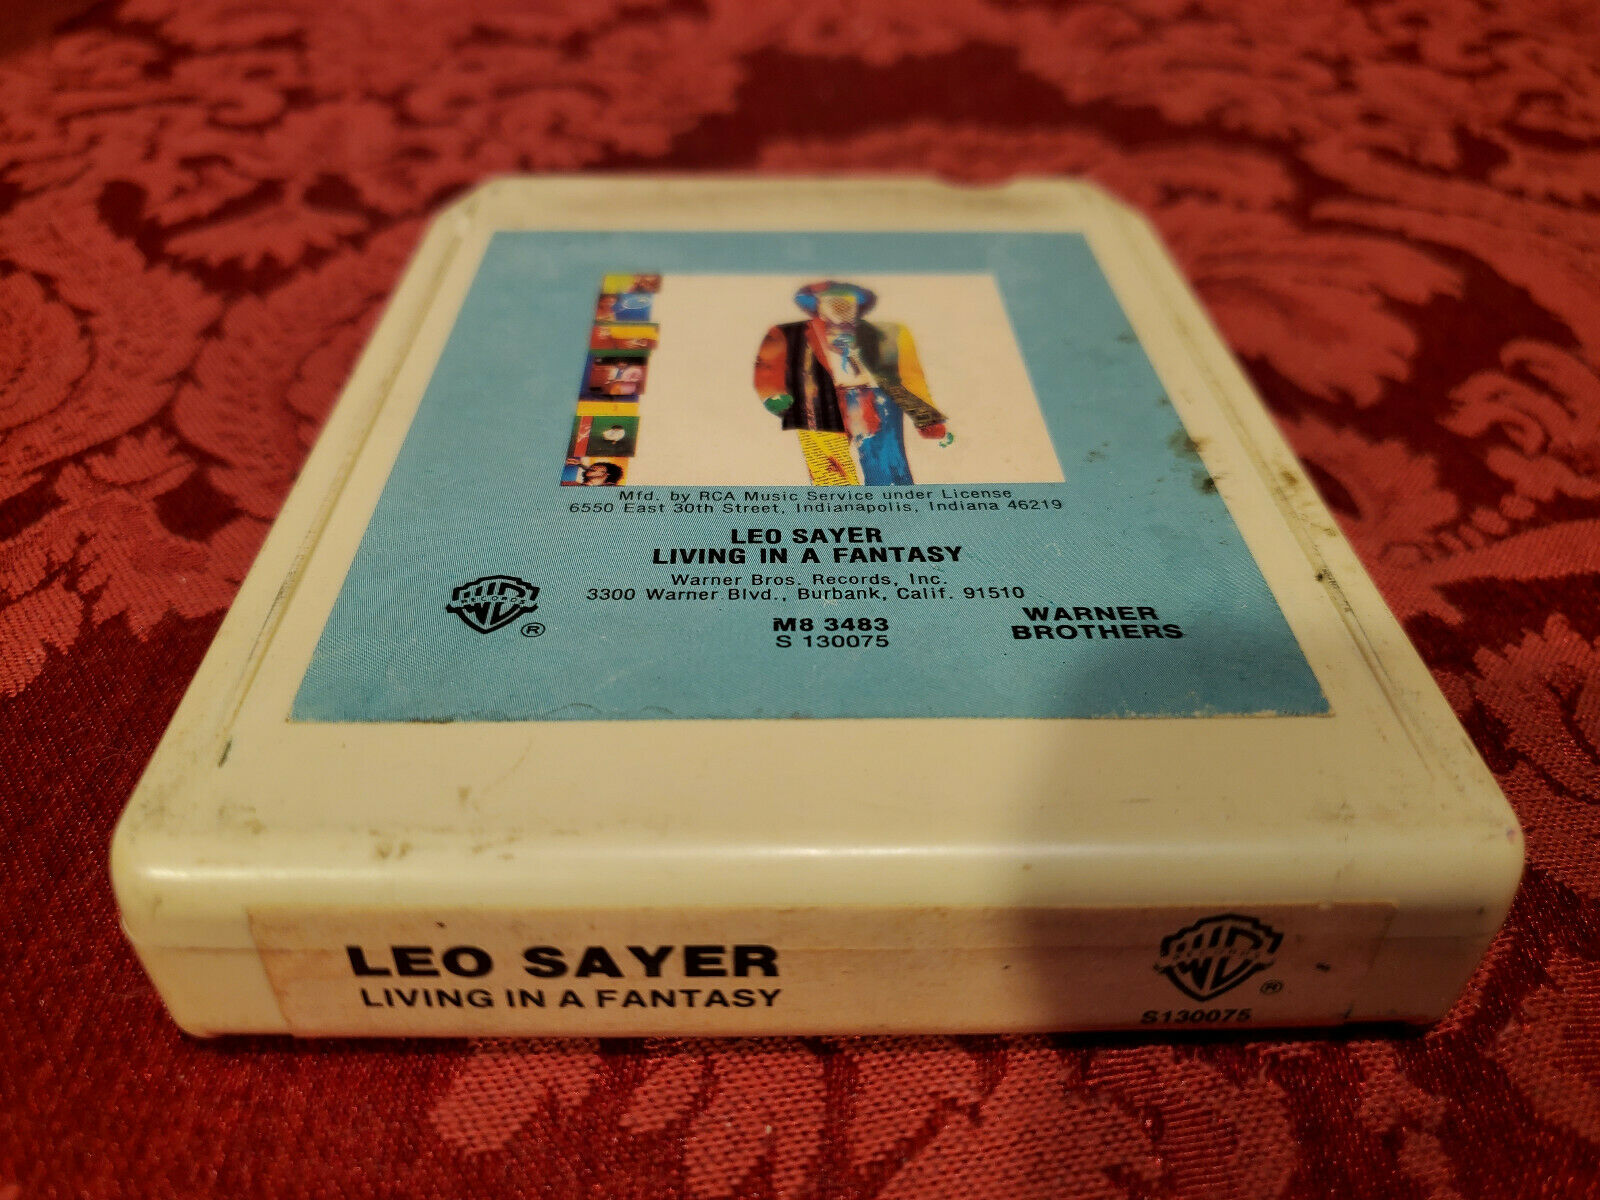 Mfd. by RCA Music Service under License
6550 East 30th Street, Indianapolis, Indiana 46219
LEO SAYER
LIVING IN A FANTASY
Warner Bros. Records, Inc.
3300 Warner Blvd., Burbank, Calif. 91510
RECORDS
®
M8 3483
S 130075
WARNER
BROTHERS
LEO SAYER
LIVING IN A FANTASY
®
S130075